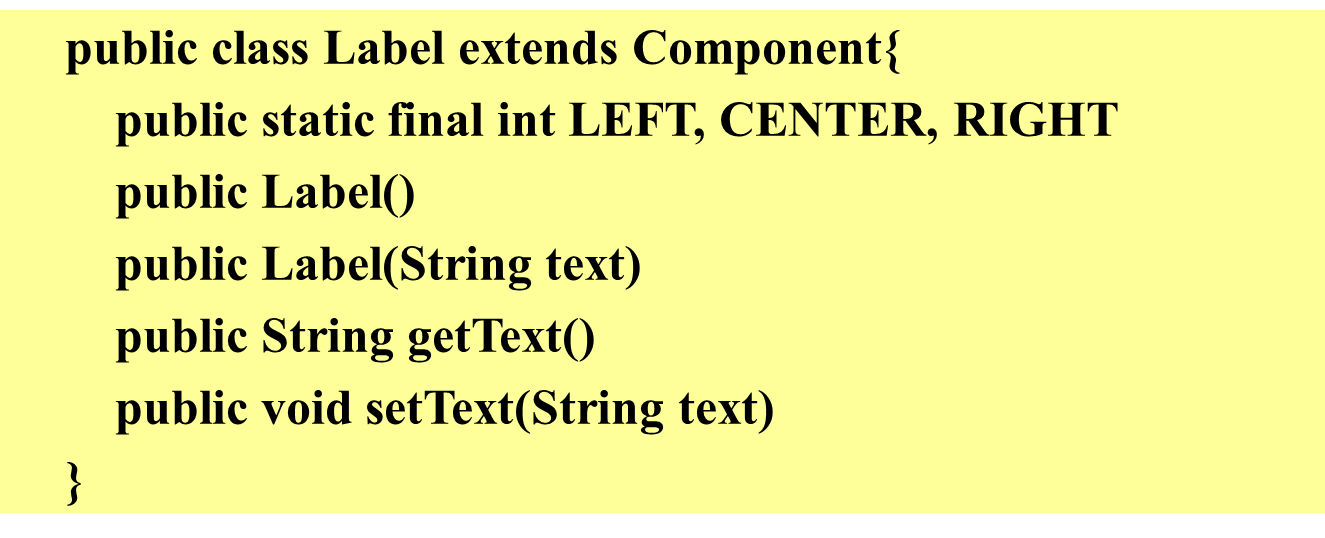 public class Label extends Component{
public static final int LEFT, CENTER, RIGHT
public Label()
public Label(String text)
public String getText()
public void setText(String text)
}